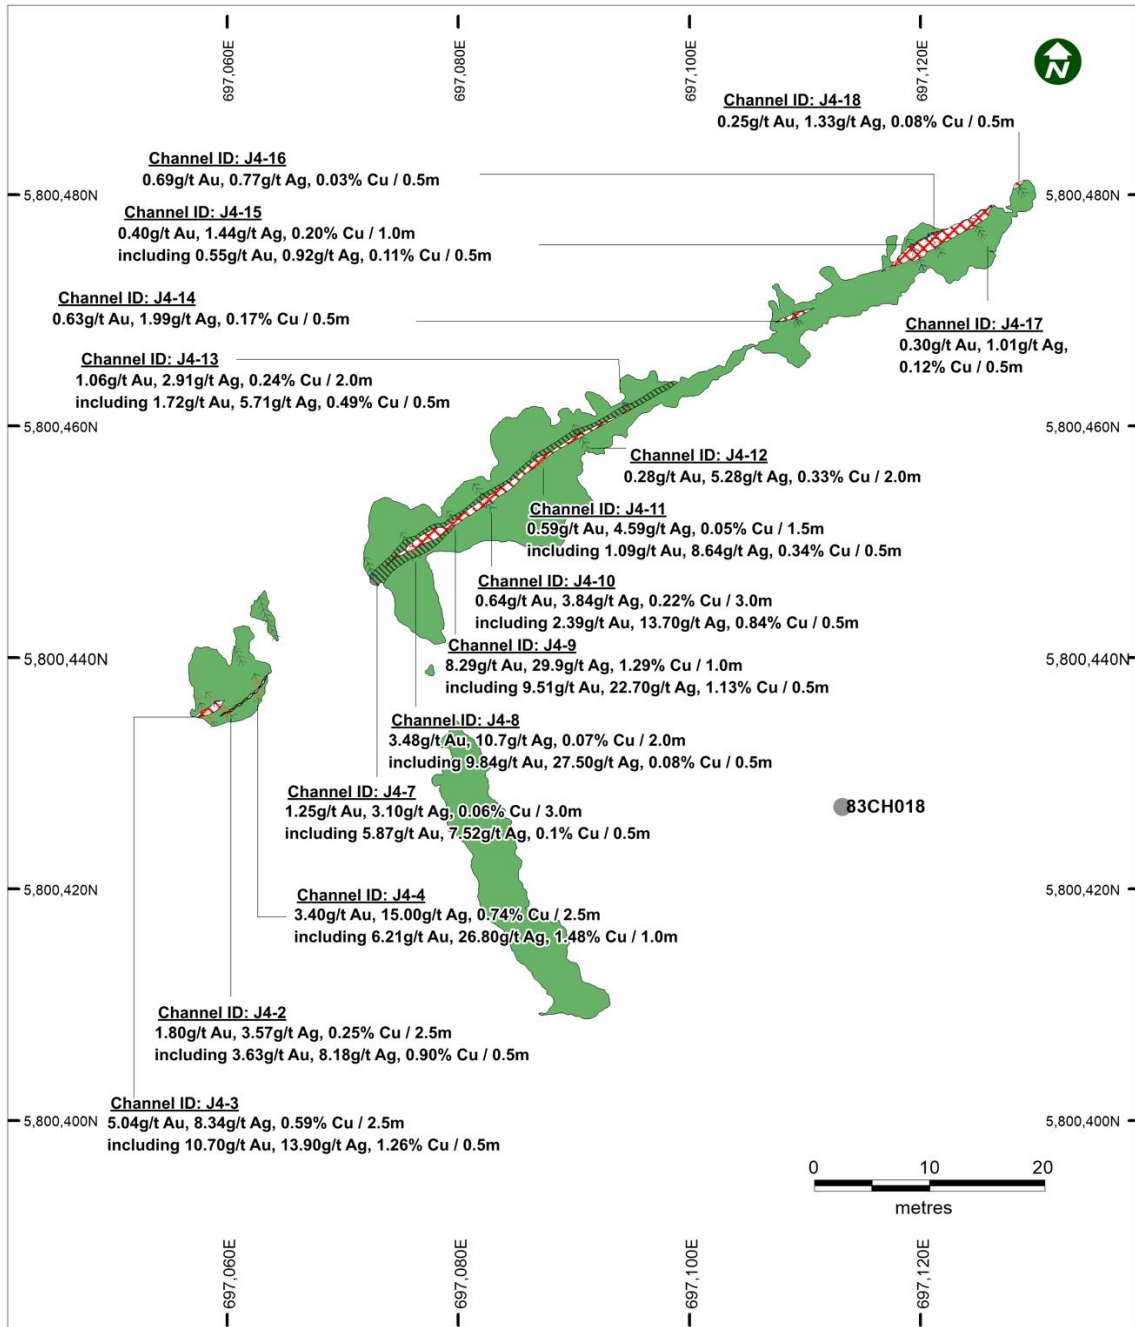 697,060E
697,080E
697,100E
697,120E
N
Channel ID: J4-18
0.25g/t Au, 1.33g/t Ag, 0.08% Cu / 0.5m
Channel ID: J4-16
0.69g/t Au, 0.77g/t Ag, 0.03% Cu / 0.5m
5,800,480N
5,800,480N
Channel ID: J4-15
0.40g/t Au, 1.44g/t Ag, 0.20% Cu / 1.0m
including 0.55g/t Au, 0.92g/t Ag, 0.11% Cu / 0.5m
Channel ID: J4-14
0.63g/t Au, 1.99g/t Ag, 0.17% Cu / 0.5m
Channel ID: J4-17
0.30g/t Au, 1.01g/t Ag,
0.12% Cu / 0.5m
Channel ID: J4-13
1.06g/t Au, 2.91g/t Ag, 0.24% Cu / 2.0m
including 1.72g/t Au, 5.71g/t Ag, 0.49% Cu / 0.5m
5,800,460N
5,800,460N
Channel ID: J4-12
0.28g/t Au, 5.28g/t Ag, 0.33% Cu / 2.0m
Channel ID: J4-11
0.59g/t Au, 4.59g/t Ag, 0.05% Cu / 1.5m
including 1.09g/t Au, 8.64g/t Ag, 0.34% Cu / 0.5m
Channel ID: J4-10
0.64g/t Au, 3.84g/t Ag, 0.22% Cu / 3.0m
including 2.39g/t Au, 13.70g/t Ag, 0.84% Cu / 0.5m
Channel ID: J4-9
8.29g/t Au, 29.9g/t Ag, 1.29% Cu / 1.0m
including 9.51g/t Au, 22.70g/t Ag, 1.13% Cu / 0.5m
5,800,440N
5,800,440N
Channel ID: J4-8
3.48g/t Au, 10.7g/t Ag, 0.07% Cu / 2.0m
including 9.84g/t Au, 27.50g/t Ag, 0.08% Cu / 0.5m
Channel ID: J4-7
1.25g/t Au, 3.10g/t Ag, 0.06% Cu / 3.0m
including 5.87g/t Au, 7.52g/t Ag, 0.1% Cu / 0.5m
83CH018
5,800,420N
5,800,420N
Channel ID: J4-4
3.40g/t Au, 15.00g/t Ag, 0.74% Cu / 2.5m
including 6.21g/t Au, 26.80g/t Ag, 1.48% Cu / 1.0m
Channel ID: J4-2
1.80g/t Au, 3.57g/t Ag, 0.25% Cu / 2.5m
including 3.63g/t Au, 8.18g/t Ag, 0.90% Cu / 0.5m
Channel ID: J4-3
5.04g/t Au, 8.34g/t Ag, 0.59% Cu / 2.5m
including 10.70g/t Au, 13.90g/t Ag, 1.26% Cu / 0.5m
5,800,400N
5,800,400N
0 10 20
metres
697,060E
697,080E
697,100E
697,120E